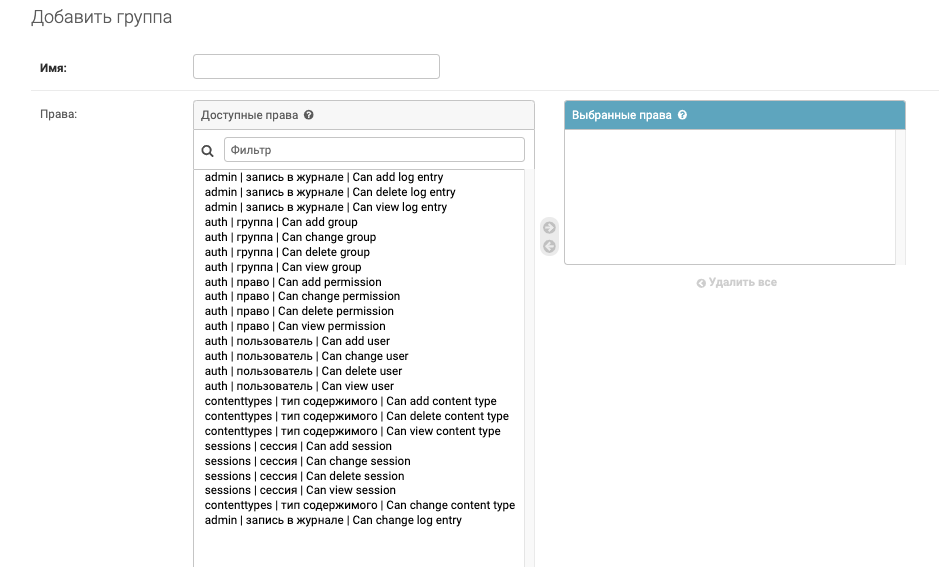 Добавить группа
Имя:
Права:
Доступные права
Фильтр
admin | запись в журнале | Can add log entry
admin | запись в журнале | Can delete log entry
admin | запись в журнале | Can view log entry
auth | группа | Can add group
auth | группа | Can change group
auth | группа | Can delete group
auth | группа | Can view group
auth | право | Can add permission
auth | право | Can change permission
auth | право | Can delete permission
auth | право | Can view permission
auth | пользователь | Can add user
auth | пользователь | Can change user
auth | пользователь | Can delete user
auth | пользователь | Can view user
contenttypes | тип содержимого | Can add content type
contenttypes | тип содержимого | Can delete content type
contenttypes | тип содержимого | Can view content type
sessions | сессия | Can add session
sessions | сессия | Can change session
sessions | сессия | Can delete session
sessions | сессия | Can view session
contenttypes | тип содержимого | Can change content type
admin | запись в журнале | Can change log entry
Выбранные права
Удалить все